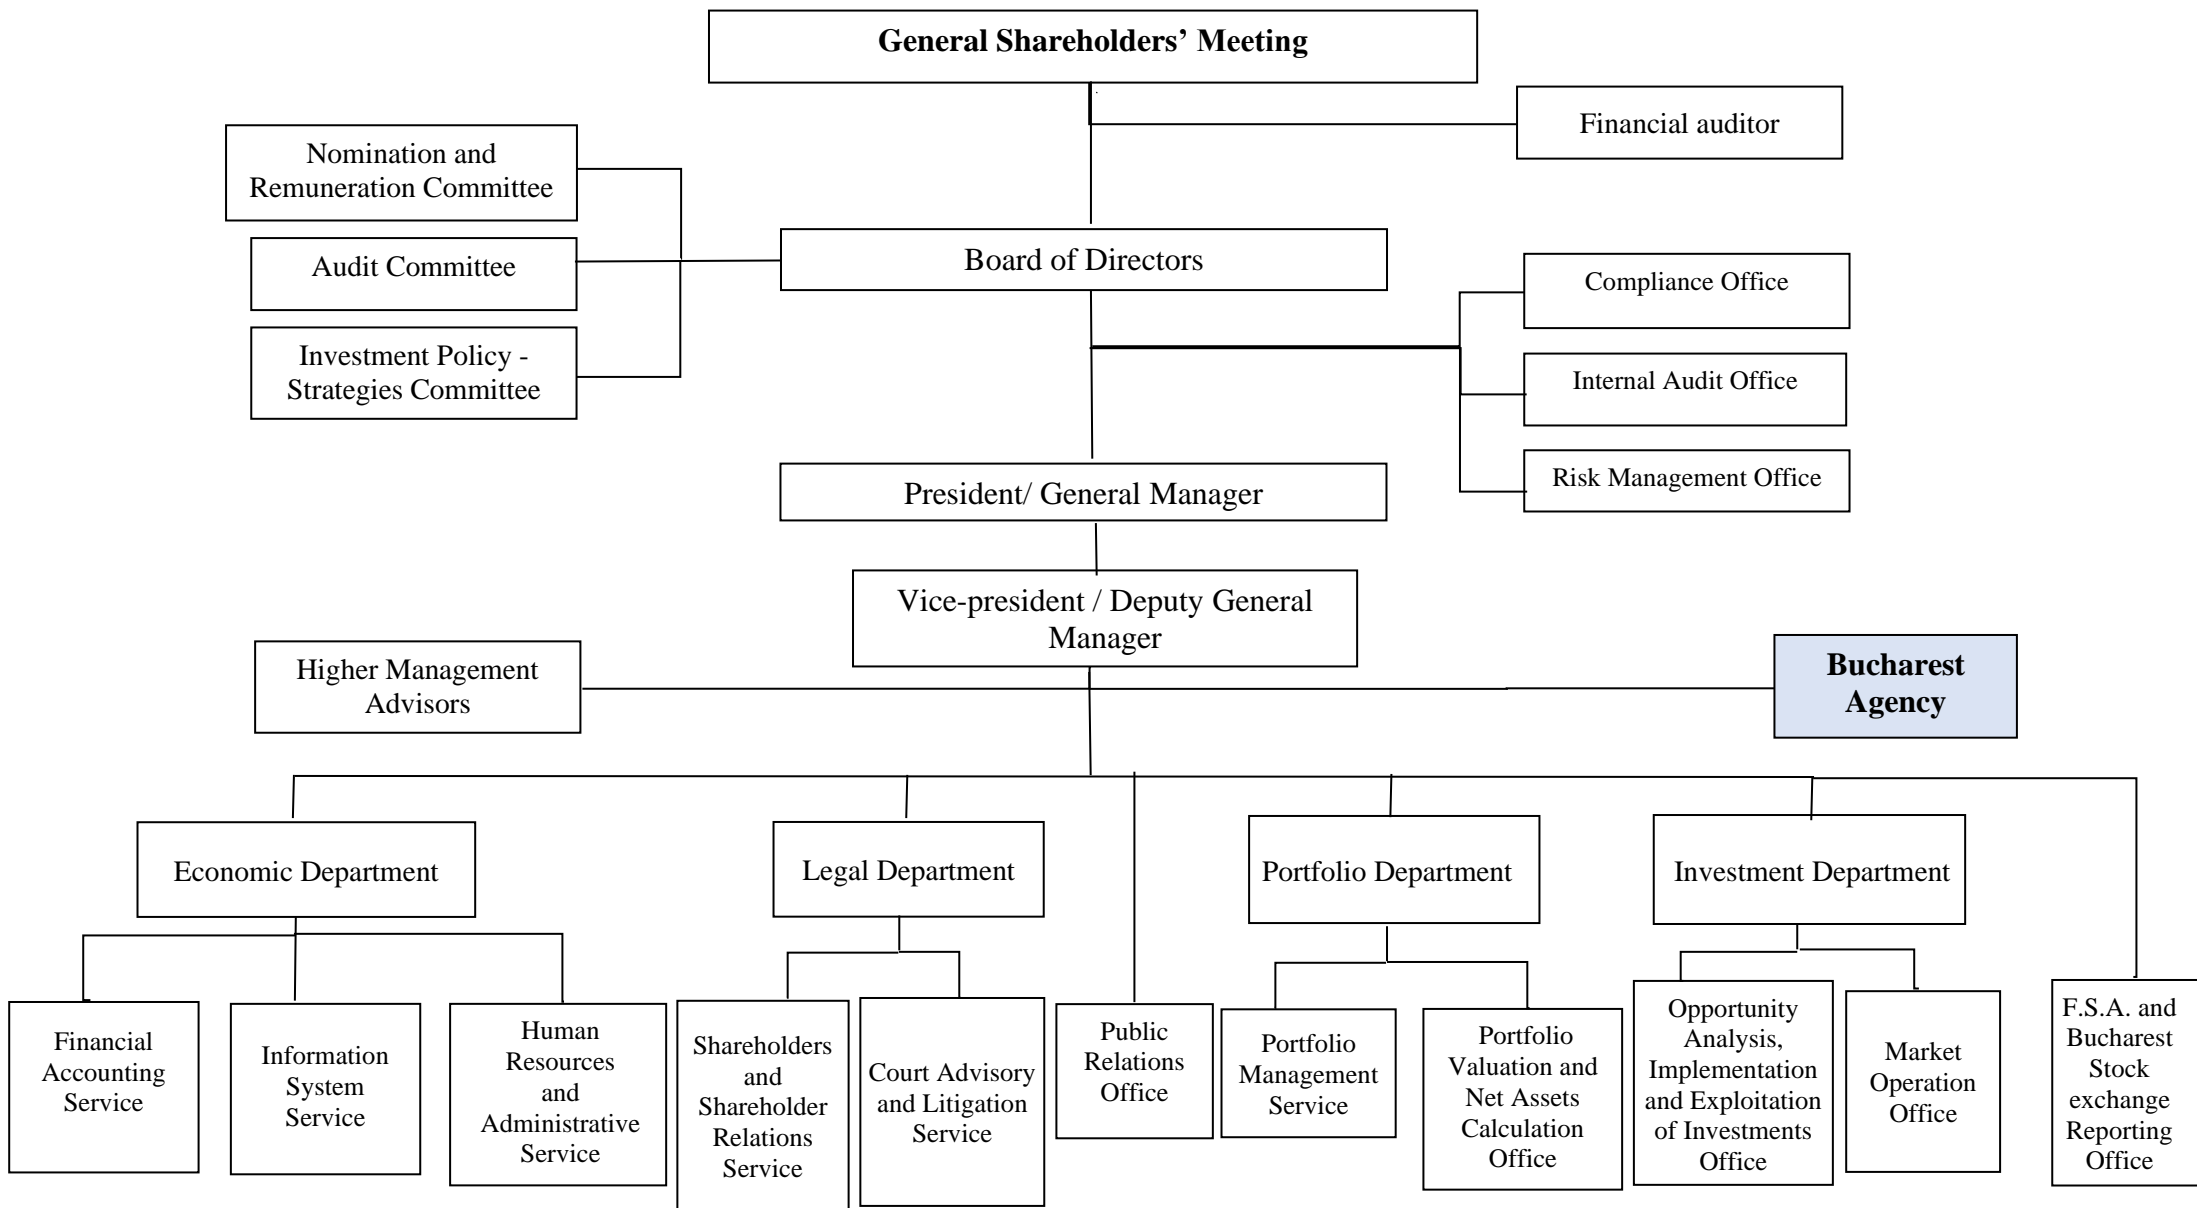 General Shareholders’ Meeting
Financial auditor
Nomination and
Remuneration Committee
Audit Committee
Board of Directors
Compliance Office
Investment Policy -
Strategies Committee
Internal Audit Office
Risk Management Office
President/ General Manager
Vice-president / Deputy General
Manager
Higher Management
Advisors
Bucharest
Agency
Economic Department
Legal Department
Portfolio Department
Investment Department
Financial
Accounting
Service
Information
System
Service
Human
Resources
and
Administrative
Service
Shareholders
and
Shareholder
Relations
Service
Court Advisory
and Litigation
Service
Public
Relations
Office
Portfolio
Management
Service
Portfolio
Valuation and
Net Assets
Calculation
Office
Opportunity
Analysis,
Implementation
and Exploitation
of Investments
Office
Market
Operation
Office
F.S.A. and
Bucharest
Stock
exchange
Reporting
Office